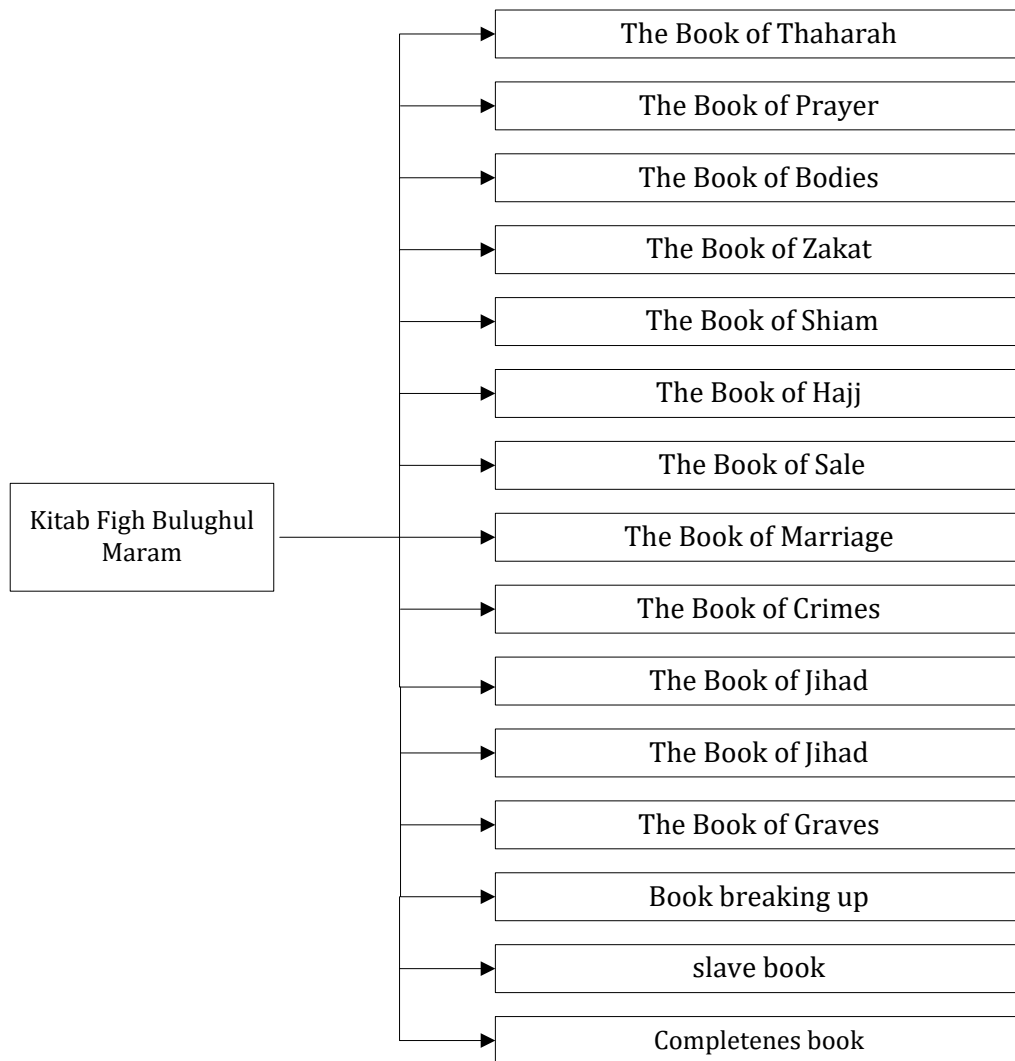 The Book of Thaharah
The Book of Prayer
The Book of Bodies
The Book of Zakat
The Book of Shiam
The Book of Hajj
The Book of Sale
Kitab Figh Bulughul
Maram
The Book of Marriage
The Book of Crimes
The Book of Jihad
The Book of Jihad
The Book of Graves
Book breaking up
slave book
Completenes book